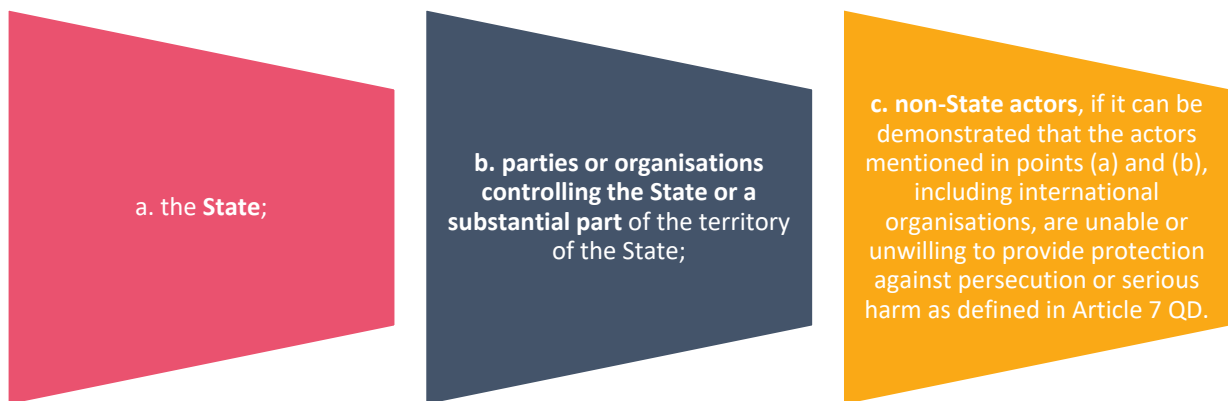 a. the State;
b. parties or organisations
controlling the State or a
substantial part of the territory
of the State;
c. non-State actors, if it can be
demonstrated that the actors
mentioned in points (a) and (b),
including international
organisations, are unable or
unwilling to provide protection
against persecution or serious
harm as defined in Article 7 QD.